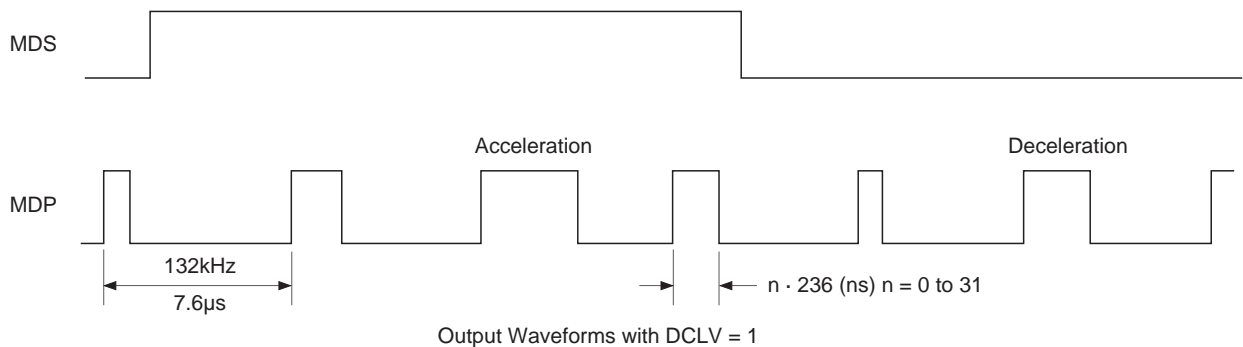 MDS
Acceleration
Deceleration
MDP
132kHz
7.6µs
n · 236 (ns) n = 0 to 31
Output Waveforms with DCLV = 1